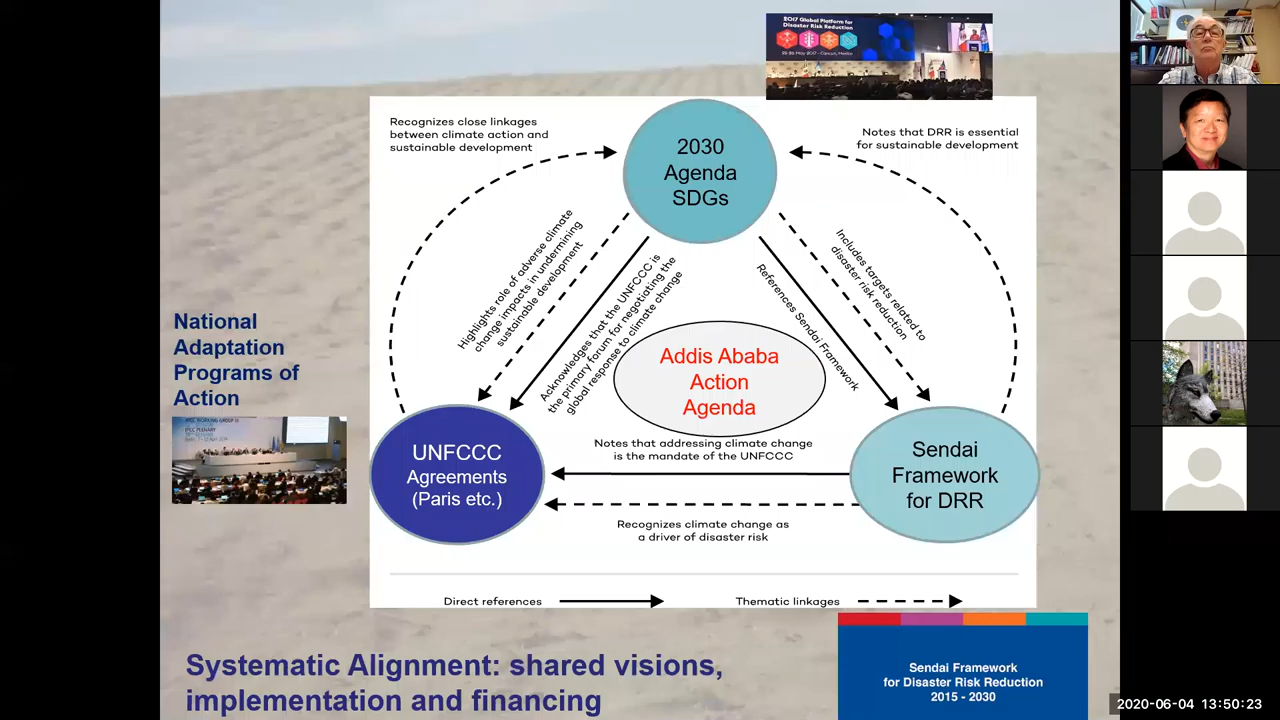 2017 Global Platform for
Disaster Risk Reduction
Recognizes close linkages
between climate action and
sustainable development
2030
Agenda
SDGs
Notes that DRR is essential
for sustainable development
Highlights role of adverse climate
change impacts in undermining
sustainable development
Acknowledges that the UNFCCC is
the primary forum for negotiating the
global response to climate change
References Sendai Framework
Includes targets related to
disaster risk reduction
National
Adaptation
Programs of
Action
Addis Ababa
Action
Agenda
UNFCCC
Agreements
(Paris etc.)
Notes that addressing climate change
is the mandate of the UNFCCC
Sendai
Framework
for DRR
Recognizes climate change as
a driver of disaster risk
Direct references
Thematic linkages
Systematic Alignment: shared visions,
implementation and financing
Sendai Framework
for Disaster Risk Reduction
2015 - 2030
2020-06-04 13:50:23